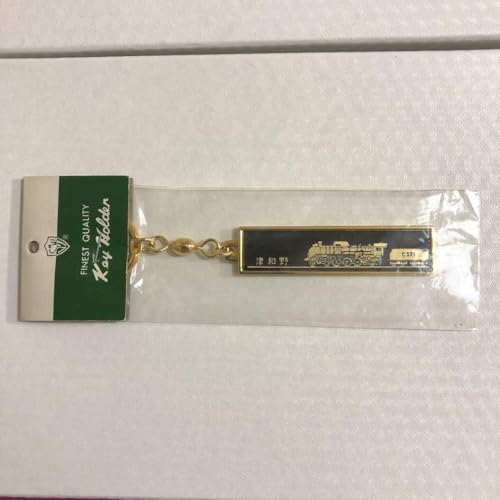 FINEST QUALITY
Key Holder
®
津和野
C571